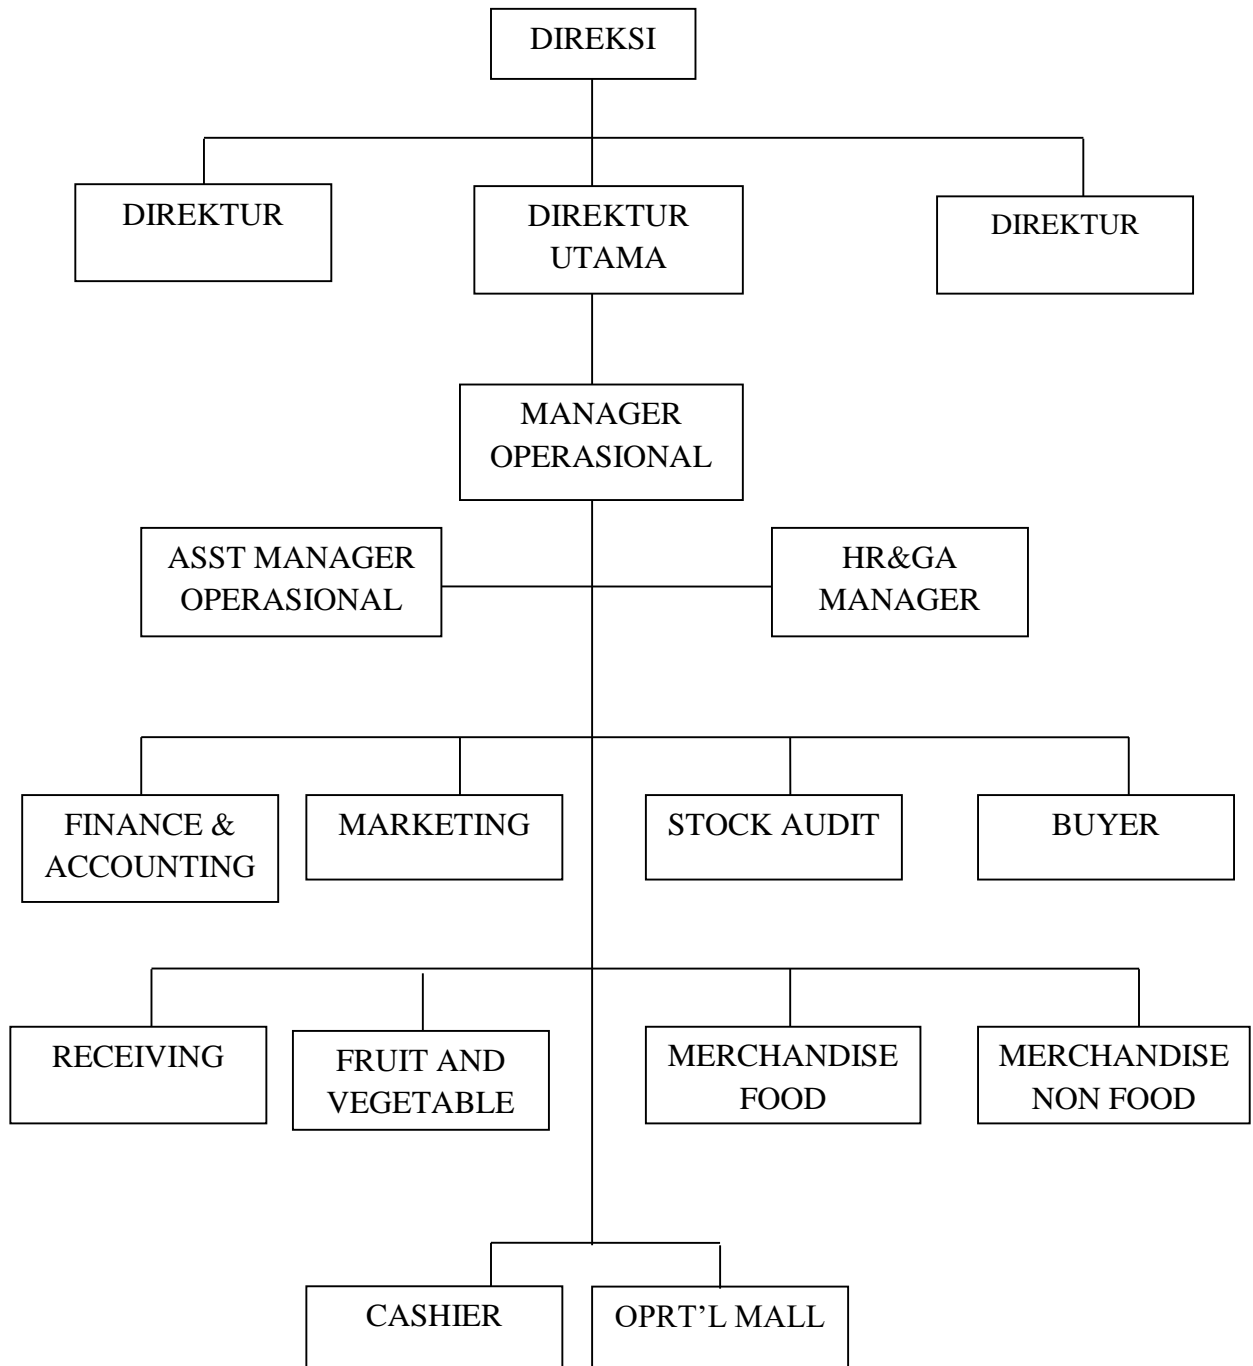 DIREKSI
DIREKTUR
DIREKTUR
UTAMA
DIREKTUR
MANAGER
OPERASIONAL
ASST MANAGER
OPERASIONAL
HR&GA
MANAGER
FINANCE &
ACCOUNTING
MARKETING
STOCK AUDIT
BUYER
RECEIVING
FRUIT AND
VEGETABLE
MERCHANDISE
FOOD
MERCHANDISE
NON FOOD
CASHIER
OPRT’L MALL